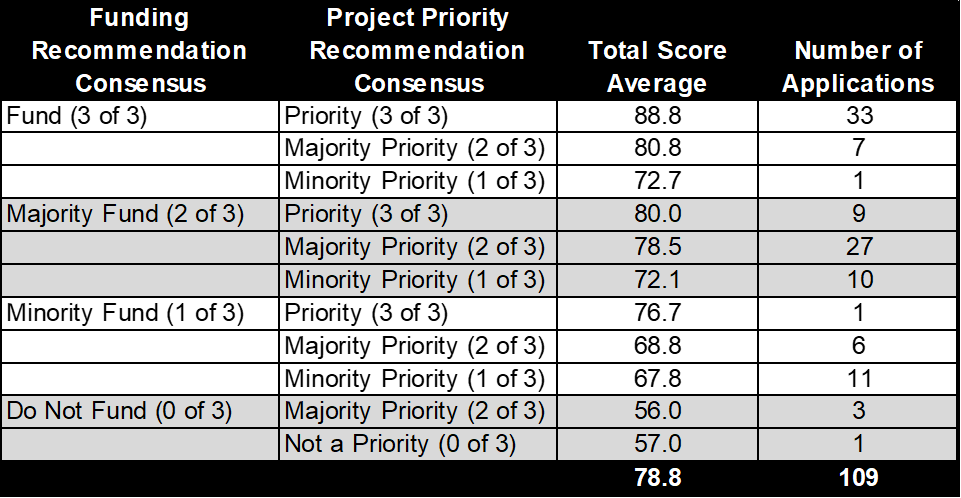 Funding Recommendation Consensus Project Priority Recommendation Consensus Total Score Average Number of Applications
Fund (3 of 3) Priority (3 of 3) 88.8 33
Majority Priority (2 of 3) 80.8 7
Minority Priority (1 of 3) 72.7 1
Majority Fund (2 of 3) Priority (3 of 3) 80.0 9
Majority Priority (2 of 3) 78.5 27
Minority Priority (1 of 3) 72.1 10
Minority Fund (1 of 3) Priority (3 of 3) 76.7 1
Majority Priority (2 of 3) 68.8 6
Minority Priority (1 of 3) 67.8 11
Do Not Fund (0 of 3) Majority Priority (2 of 3) 56.0 3
Not a Priority (0 of 3) 57.0 1
78.8 109